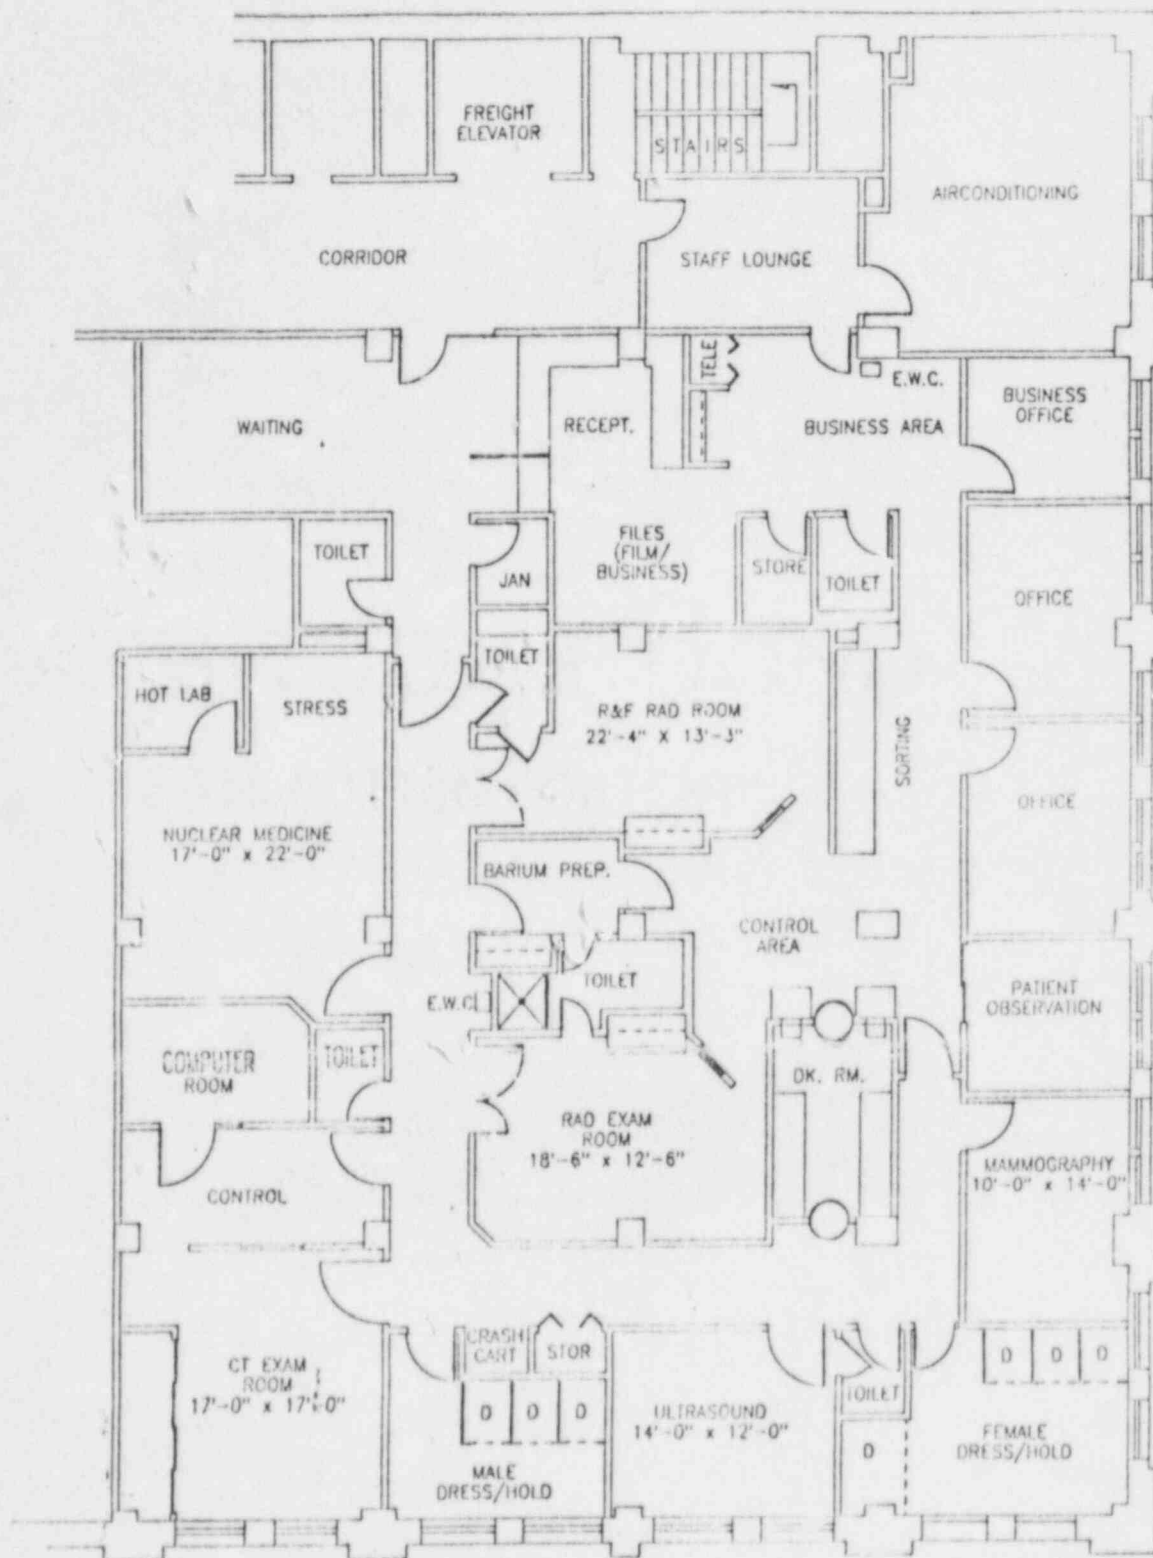 FREIGHT
ELEVATOR
STAIRS
AIRCONDITIONING
CORRIDOR
STAFF LOUNGE
TELE
E.W.C.
BUSINESS
OFFICE
WAITING
RECEPT.
BUSINESS AREA
TOILET
JAN
FILES
(FILM/
BUSINESS)
STORE
TOILET
OFFICE
TOILET
HOT LAB
STRESS
R&F RAD ROOM
22'-4" X 13'-3"
SORTING
OFFICE
NUCLEAR MEDICINE
17'-0" x 22'-0"
BARIUM PREP.
CONTROL
AREA
TOILET
E.W.C.
PATIENT
OBSERVATION
COMPUTER
ROOM
TOILET
DK. RM.
RAD EXAM
ROOM
18'-6" x 12'-6"
MAMMOGRAPHY
10'-0" x 14'-0"
CONTROL
CRASH
CART
STOR
CT EXAM
ROOM
17'-0" x 17'-0"
D D D
MALE
DRESS/HOLD
ULTRASOUND
14'-0" x 12'-0"
TOILET
D
D D D
FEMALE
DRESS/HOLD